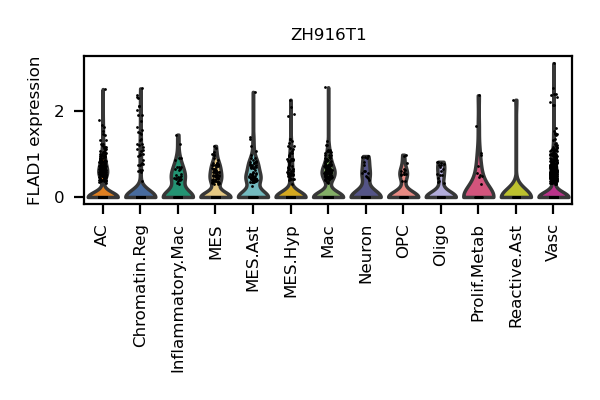 ZH916T1
FLAD1 expression
2
0
AC
Chromatin.Reg
Inflammatory.Mac
MES
MES.Ast
MES.Hyp
Mac
Neuron
OPC
Oligo
Prolif.Metab
Reactive.Ast
Vasc